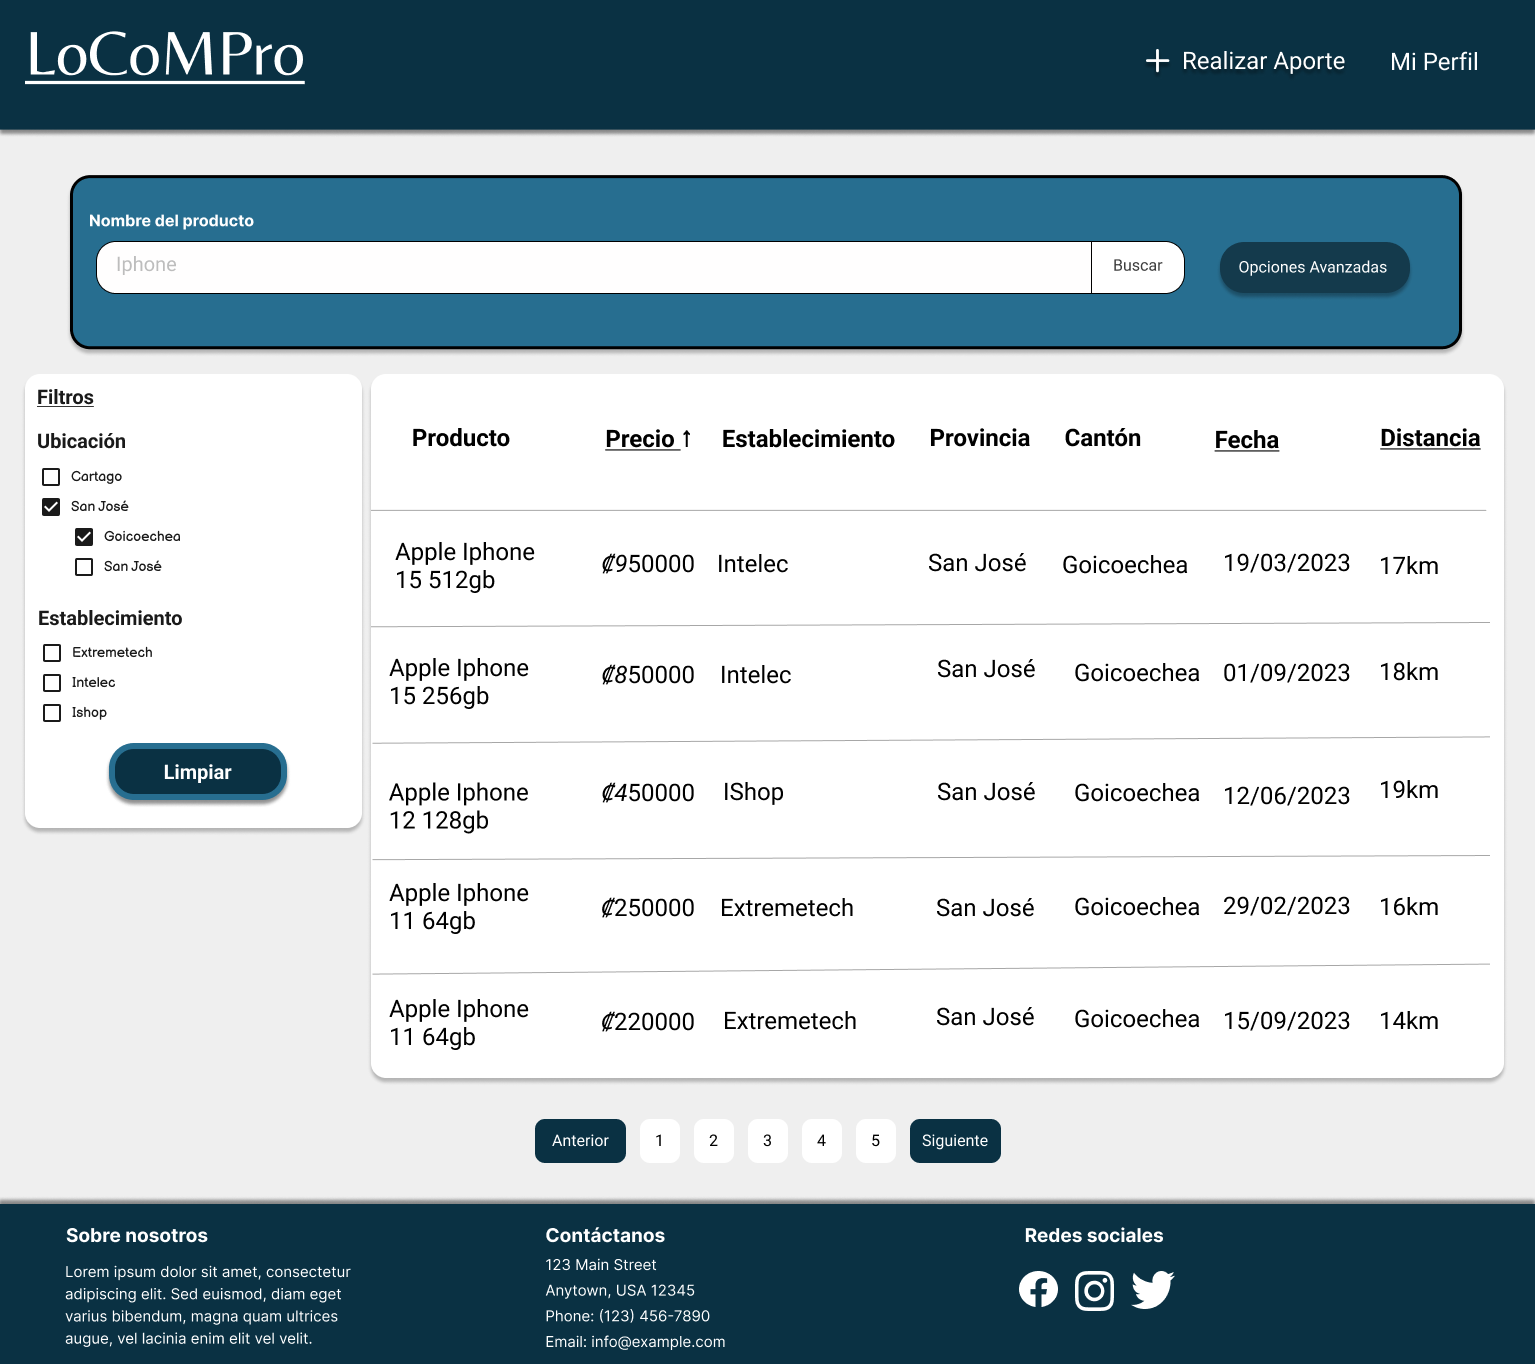 LoCoMPro
Realizar Aporte
Mi Perfil
Nombre del producto
Iphone
Buscar
Opciones Avanzadas
Filtros
Ubicación
Cartago
San José
Goicoechea
San José
Establecimiento
Extremetech
Intelec
Ishop
Limpiar
Producto Precio ↑ Establecimiento Provincia Cantón Fecha Distancia
Apple Iphone
15 512gb
₡950000 Intelec San José Goicoechea 19/03/2023 17km
Apple Iphone
15 256gb
₡850000 Intelec San José Goicoechea 01/09/2023 18km
Apple Iphone
12 128gb
₡450000 IShop San José Goicoechea 12/06/2023 19km
Apple Iphone
11 64gb
₡250000 Extremetech San José Goicoechea 29/02/2023 16km
Apple Iphone
11 64gb
₡220000 Extremetech San José Goicoechea 15/09/2023 14km
Anterior 1 2 3 4 5 Siguiente
Sobre nosotros
Lorem ipsum dolor sit amet, consectetur
adipiscing elit. Sed euismod, diam eget
varius bibendum, magna quam ultrices
augue, vel lacinia enim elit vel velit.
Contáctanos
123 Main Street
Anytown, USA 12345
Phone: (123) 456-7890
Email: info@example.com
Redes sociales